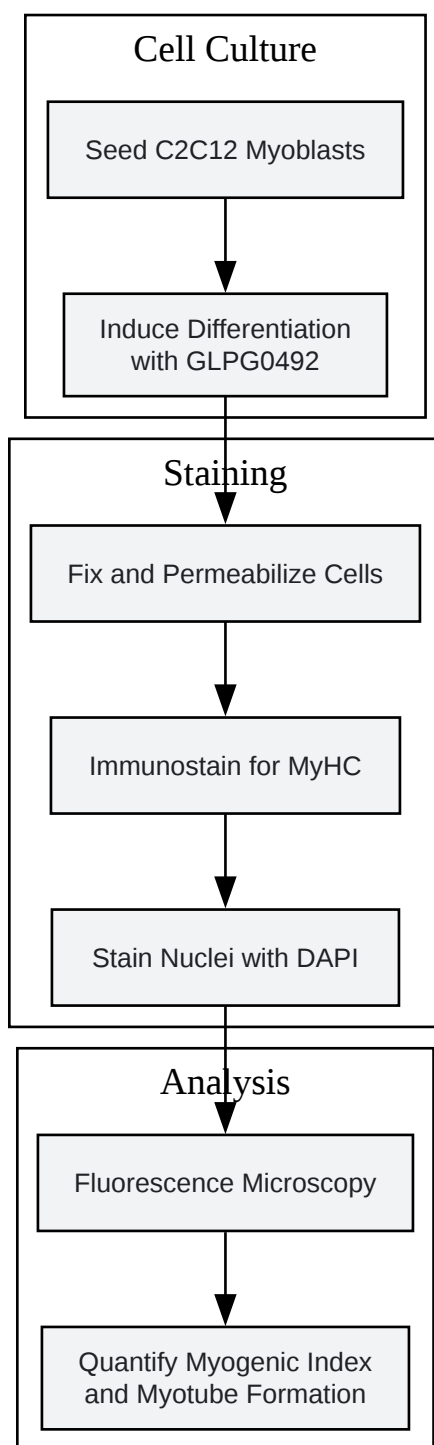 Cell Culture
Seed C2C12 Myoblasts
Induce Differentiation
with GLPG0492
Staining
Fix and Permeabilize Cells
Immunostain for MyHC
Stain Nuclei with DAPI
Analysis
Fluorescence Microscopy
Quantify Myogenic Index
and Myotube Formation